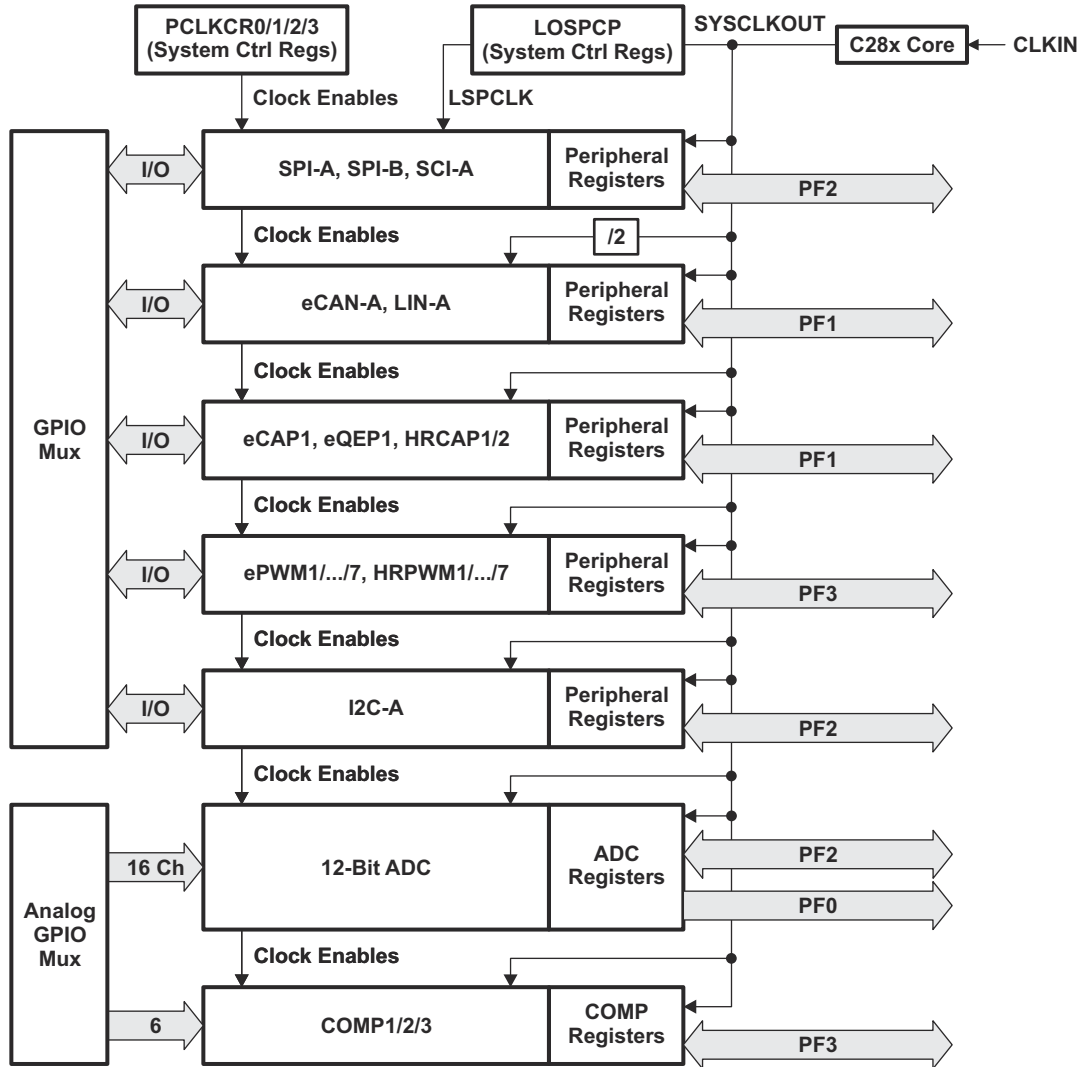 PCLKCR0/1/2/3
(System Ctrl Regs)
LOSPCP
(System Ctrl Regs)
SYSCLKOUT
C28x Core
CLKIN
Clock Enables
LSPCLK
I/O
SPI-A, SPI-B, SCI-A
Peripheral
Registers
PF2
Clock Enables
/2
I/O
eCAN-A, LIN-A
Peripheral
Registers
PF1
Clock Enables
GPIO
Mux
I/O
eCAP1, eQEP1, HRCAP1/2
Peripheral
Registers
PF1
Clock Enables
I/O
ePWM1/.../7, HRPWM1/.../7
Peripheral
Registers
PF3
Clock Enables
I/O
I2C-A
Peripheral
Registers
PF2
Clock Enables
Analog
GPIO
Mux
16 Ch
12-Bit ADC
ADC
Registers
PF2
PF0
Clock Enables
6
COMP1/2/3
COMP
Registers
PF3